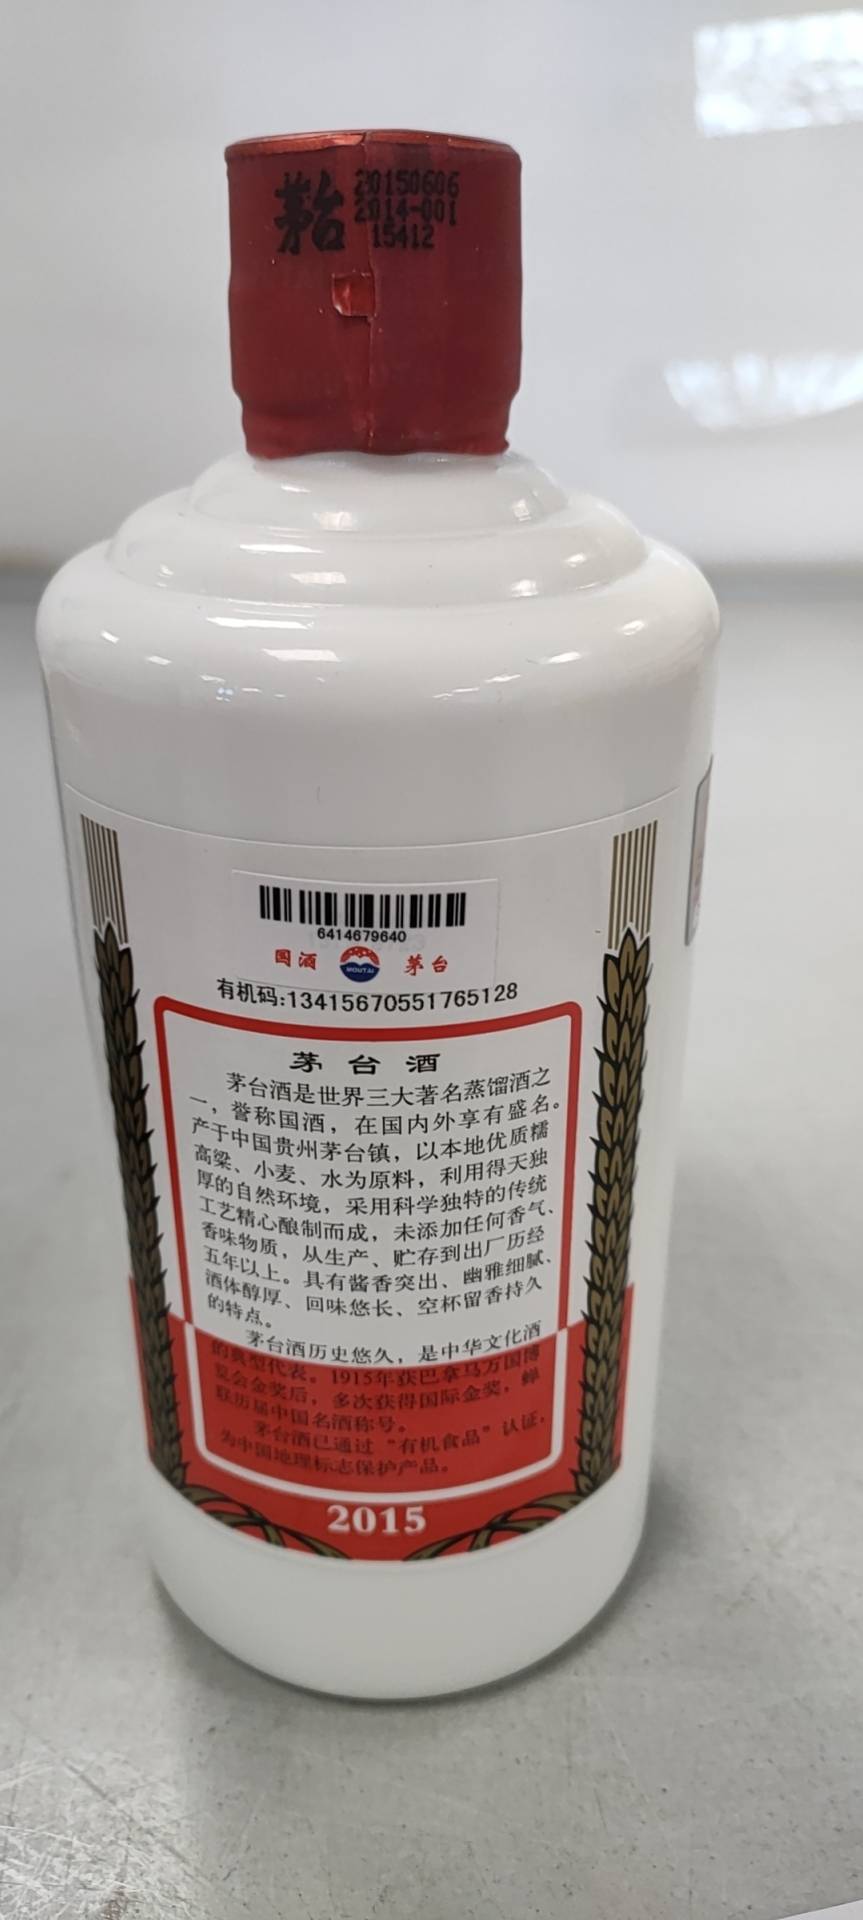 茅台
20150606
2014-001
15412
6414679640
国酒
MOUTAI
茅台
有机码:13415670551765128
茅台酒
茅台酒是世界三大著名蒸馏酒之
一，誉称国酒，在国内外享有盛名。
产于中国贵州茅台镇，以本地优质糯
高粱、小麦、水为原料，利用得天独
厚的自然环境，采用科学独特的传统
工艺精心酿制而成，未添加任何香气、
香味物质，从生产、贮存到出厂历经
五年以上。具有酱香突出、幽雅细腻、
酒体醇厚、回味悠长、空杯留香持久
的特点。
茅台酒历史悠久，是中华文化酒
的典型代表。1915年获巴拿马万国博
览会金奖后，多次获得国际金奖，蝉
联历届中国名酒称号。
茅台酒已通过“有机食品”认证，
为中国地理标志保护产品。
2015